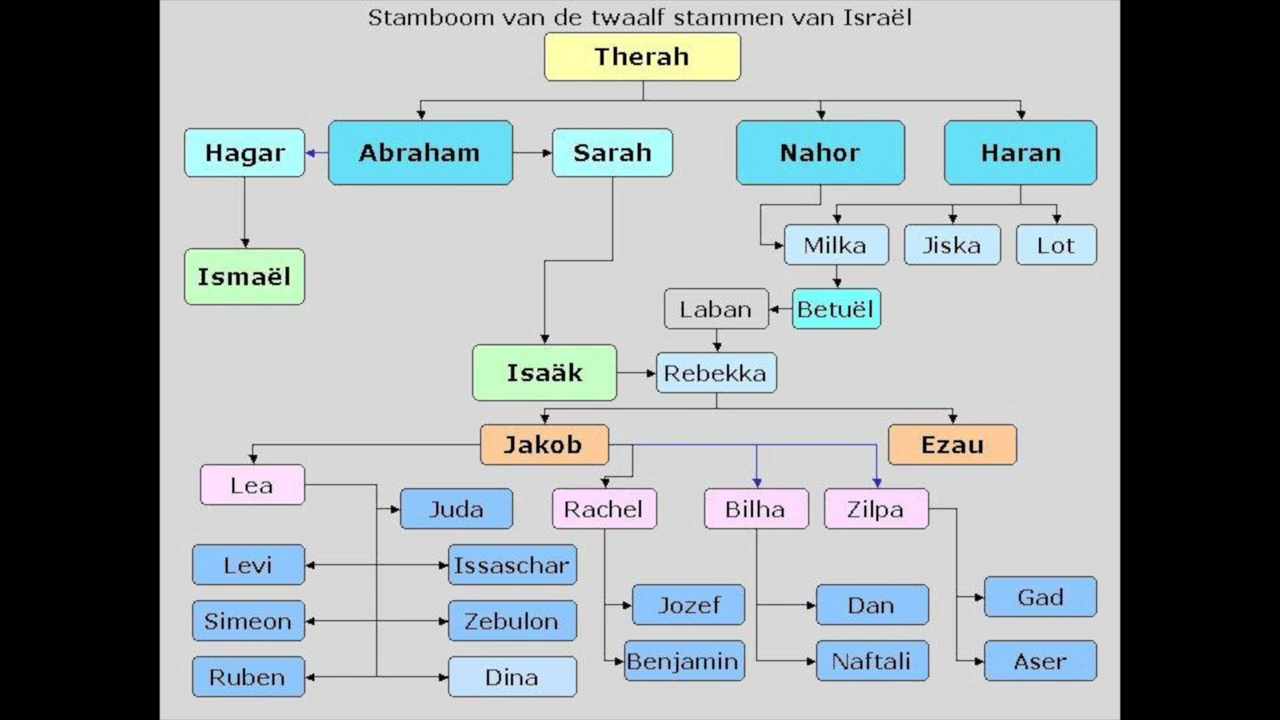 Stamboom van de twaalf stammen van Israël
Therah
Hagar
Abraham
Sarah
Nahor
Haran
Milka
Jiska
Lot
Ismaël
Laban
Betuël
Isaäk
Rebekka
Jakob
Ezau
Lea
Juda
Rachel
Bilha
Zilpa
Levi
Issaschar
Simeon
Zebulon
Ruben
Dina
Jozef
Benjamin
Dan
Naftali
Gad
Aser